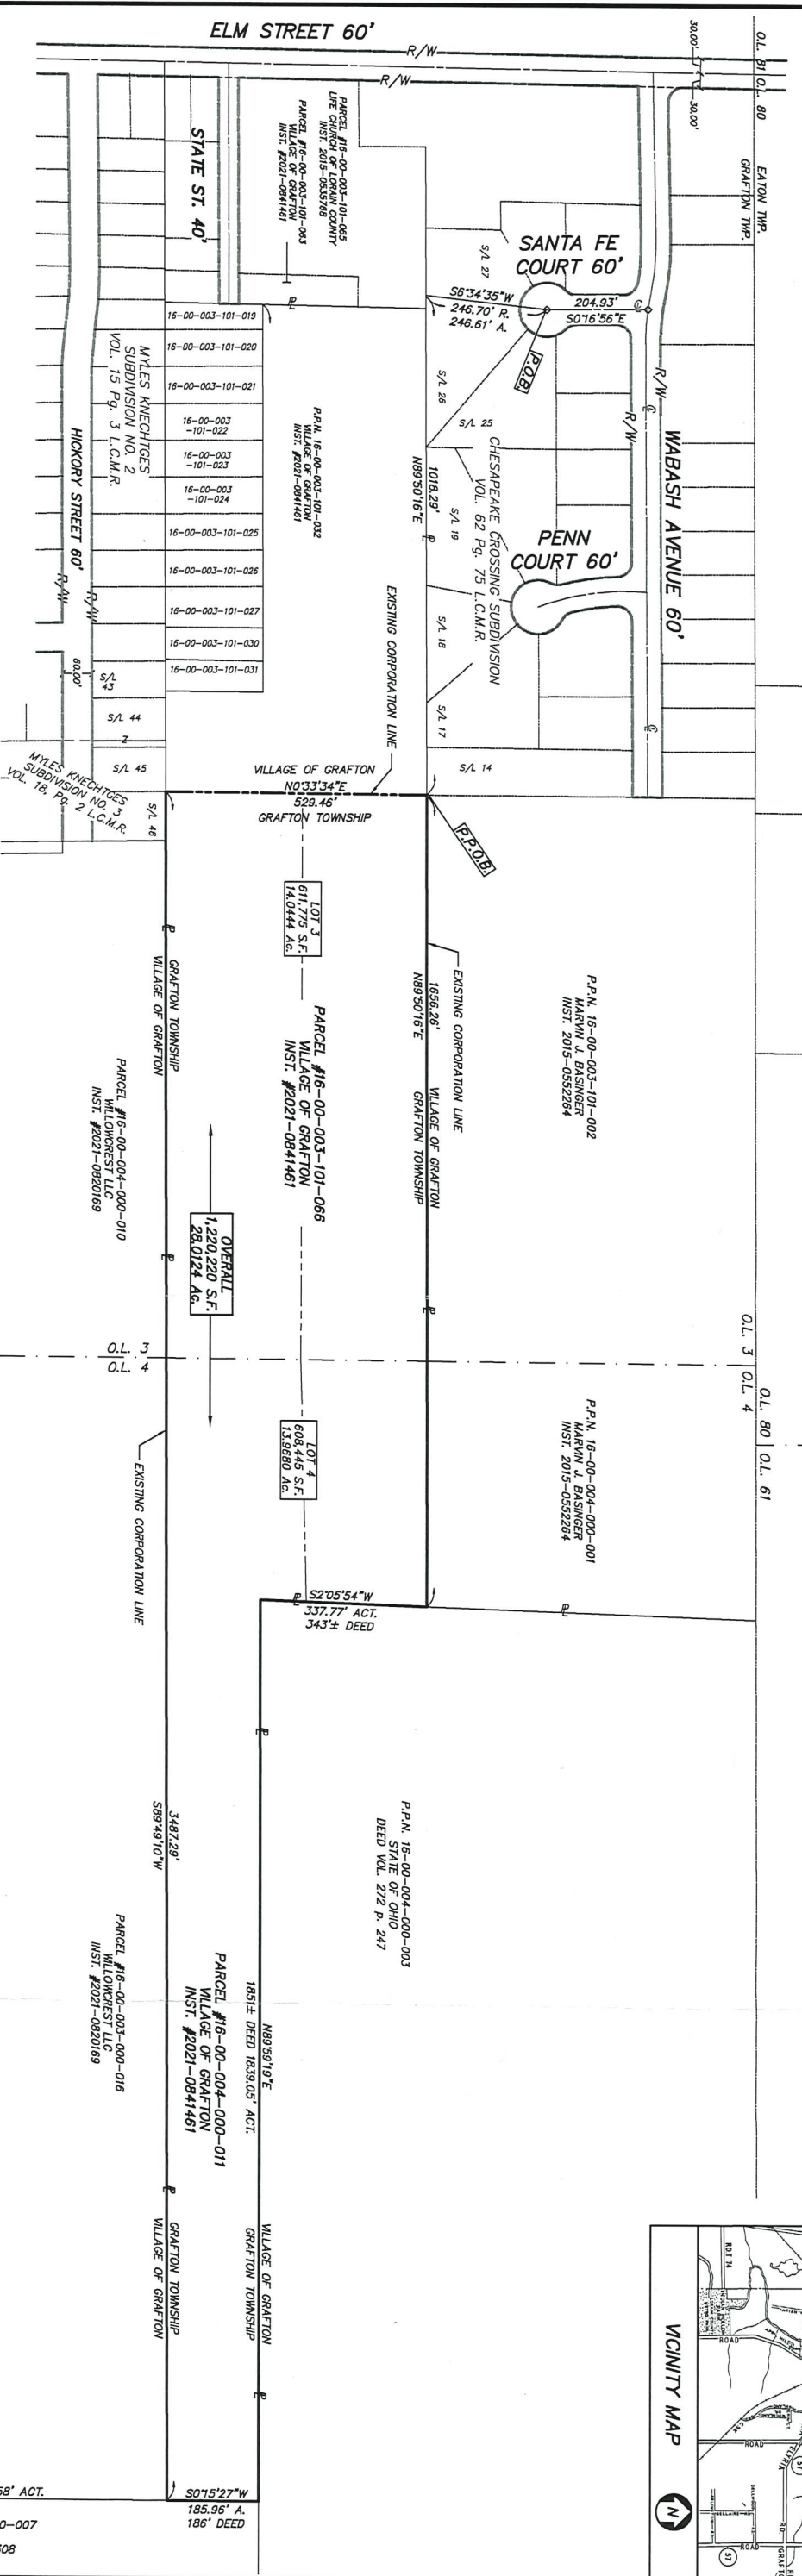 ELM STREET 60'
R/W
R/W
30.00'
30.00'
O.L. 81
O.L. 80
EATON TWP.
GRAFTON TWP.
PARCEL #16-00-003-101-065
LIFE CHURCH OF LORAIN COUNTY
INST. 2015-0535768
PARCEL #16-00-003-101-063
VILLAGE OF GRAFTON
INST. #2021-0841461
STATE ST. 40'
SANTA FE
COURT 60'
S/L 27
S6°34'35"W
246.70' R.
246.61' A.
204.93'
S0°16'56"E
P.O.B.
R/W
R/W
WABASH AVENUE 60'
S/L 26
S/L 25
S/L 19
S/L 18
S/L 17
S/L 14
CHESAPEAKE CROSSING SUBDIVISION
VOL. 62 Pg. 75 L.C.M.R.
PENN
COURT 60'
1018.29'
N89°50'16"E
16-00-003-101-019
16-00-003-101-020
16-00-003-101-021
16-00-003
-101-022
16-00-003
-101-023
16-00-003
-101-024
16-00-003-101-025
16-00-003-101-026
16-00-003-101-027
16-00-003-101-030
16-00-003-101-031
P.P.N. 16-00-003-101-032
VILLAGE OF GRAFTON
INST. #2021-0841461
MYLES KNECHTGES
SUBDIVISION NO. 2
VOL. 15 Pg. 3 L.C.M.R.
HICKORY STREET 60'
R/W
R/W
60.00'
S/L
43
S/L 44
Z
S/L 45
S/L 46
MYLES KNECHTGES
SUBDIVISION NO. 3
VOL. 18, Pg. 2 L.C.M.R.
EXISTING CORPORATION LINE
VILLAGE OF GRAFTON
N0°33'34"E
529.46'
GRAFTON TOWNSHIP
P.P.O.B.
LOT 3
611,775 S.F.
14.0444 Ac.
EXISTING CORPORATION LINE
1656.26'
N89°50'16"E
VILLAGE OF GRAFTON
GRAFTON TOWNSHIP
P.P.N. 16-00-003-101-002
MARVIN J. BASINGER
INST. 2015-0552264
GRAFTON TOWNSHIP
VILLAGE OF GRAFTON
PARCEL #16-00-003-101-066
VILLAGE OF GRAFTON
INST. #2021-0841461
PARCEL #16-00-004-000-010
WILLOWCREST LLC
INST. #2021-0820169
OVERALL
1,220,220 S.F.
28.0124 Ac.
O.L. 3
O.L. 4
O.L. 3
O.L. 4
O.L. 80
O.L. 61
LOT 4
608,445 S.F.
13.9680 Ac.
P.P.N. 16-00-004-000-001
MARVIN J. BASINGER
INST. 2015-0552264
EXISTING CORPORATION LINE
S2°05'54"W
337.77' ACT.
343'± DEED
3487.29'
S89°49'10"W
P.P.N. 16-00-004-000-003
STATE OF OHIO
DEED VOL. 272 p. 247
PARCEL #16-00-003-000-016
WILLOWCREST LLC
INST. #2021-0820169
PARCEL #16-00-004-000-011
VILLAGE OF GRAFTON
INST. #2021-0841461
N89°59'19"E
1851± DEED 1839.05' ACT.
GRAFTON TOWNSHIP
VILLAGE OF GRAFTON
VILLAGE OF GRAFTON
GRAFTON TOWNSHIP
S0°15'27"W
185.96' A.
186' DEED
58' ACT.
0-007
508
VICINITY MAP
N
ROAD
ROAD
ROAD
57
57